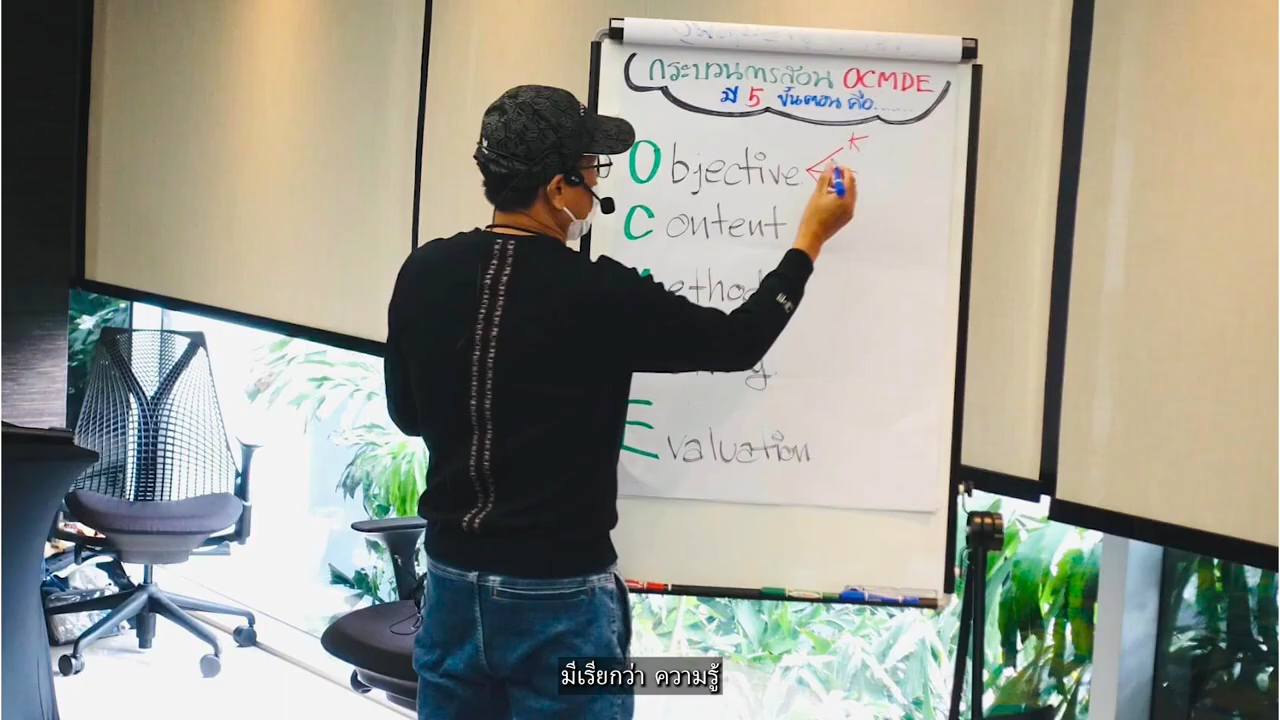 กระบวนการสอน OCMDE
มี 5 ขั้นตอน คือ......
Objective K
Content
ethod
g.
Evaluation
มีเรียกว่า ความรู้